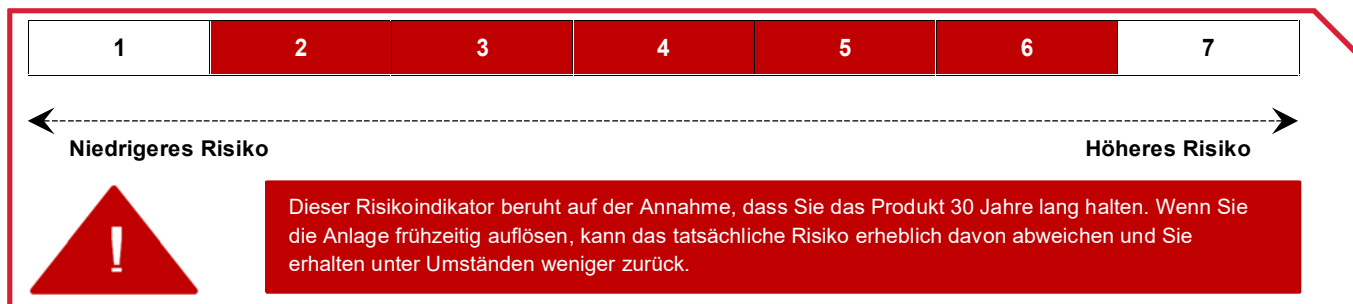 1 2 3 4 5 6 7
Niedrigeres Risiko Höheres Risiko
!
Dieser Risikoindikator beruht auf der Annahme, dass Sie das Produkt 30 Jahre lang halten. Wenn Sie
die Anlage frühzeitig auflösen, kann das tatsächliche Risiko erheblich davon abweichen und Sie
erhalten unter Umständen weniger zurück.